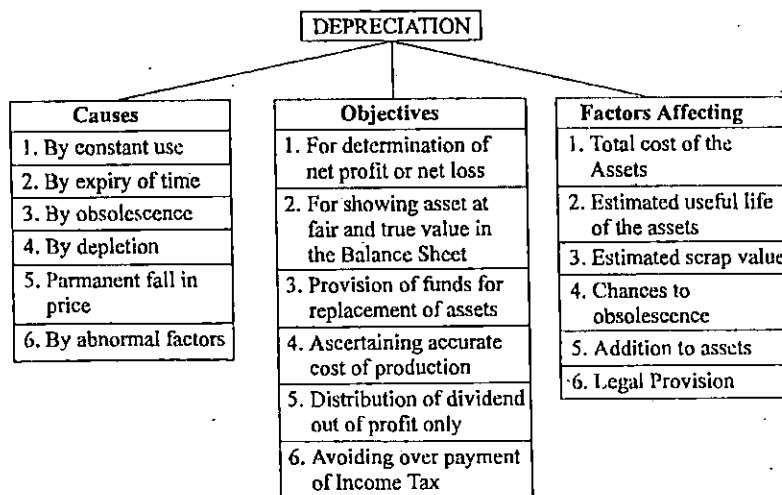 DEPRECIATION
Causes
1. By constant use
2. By expiry of time
3. By obsolescence
4. By depletion
5. Parmanent fall in
price
6. By abnormal factors
Objectives
1. For determination of
net profit or net loss
2. For showing asset at
fair and true value in
the Balance Sheet
3. Provision of funds for
replacement of assets
4. Ascertaining accurate
cost of production
5. Distribution of dividend
out of profit only
6. Avoiding over payment
of Income Tax
Factors Affecting
1. Total cost of the
Assets
2. Estimated useful life
of the assets
3. Estimated scrap value
4. Chances to
obsolescence
5. Addition to assets
6. Legal Provision